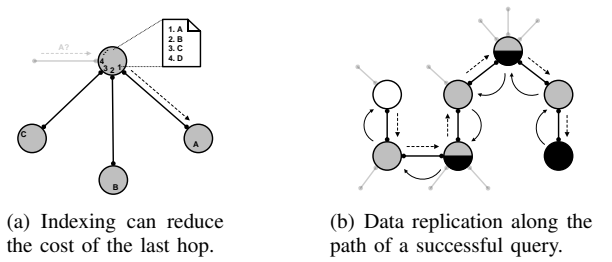 A?
1. A
2. B
3. C
4. D
4
3 2 1
C
A
B
(a) Indexing can reduce
the cost of the last hop.
(b) Data replication along the
path of a successful query.